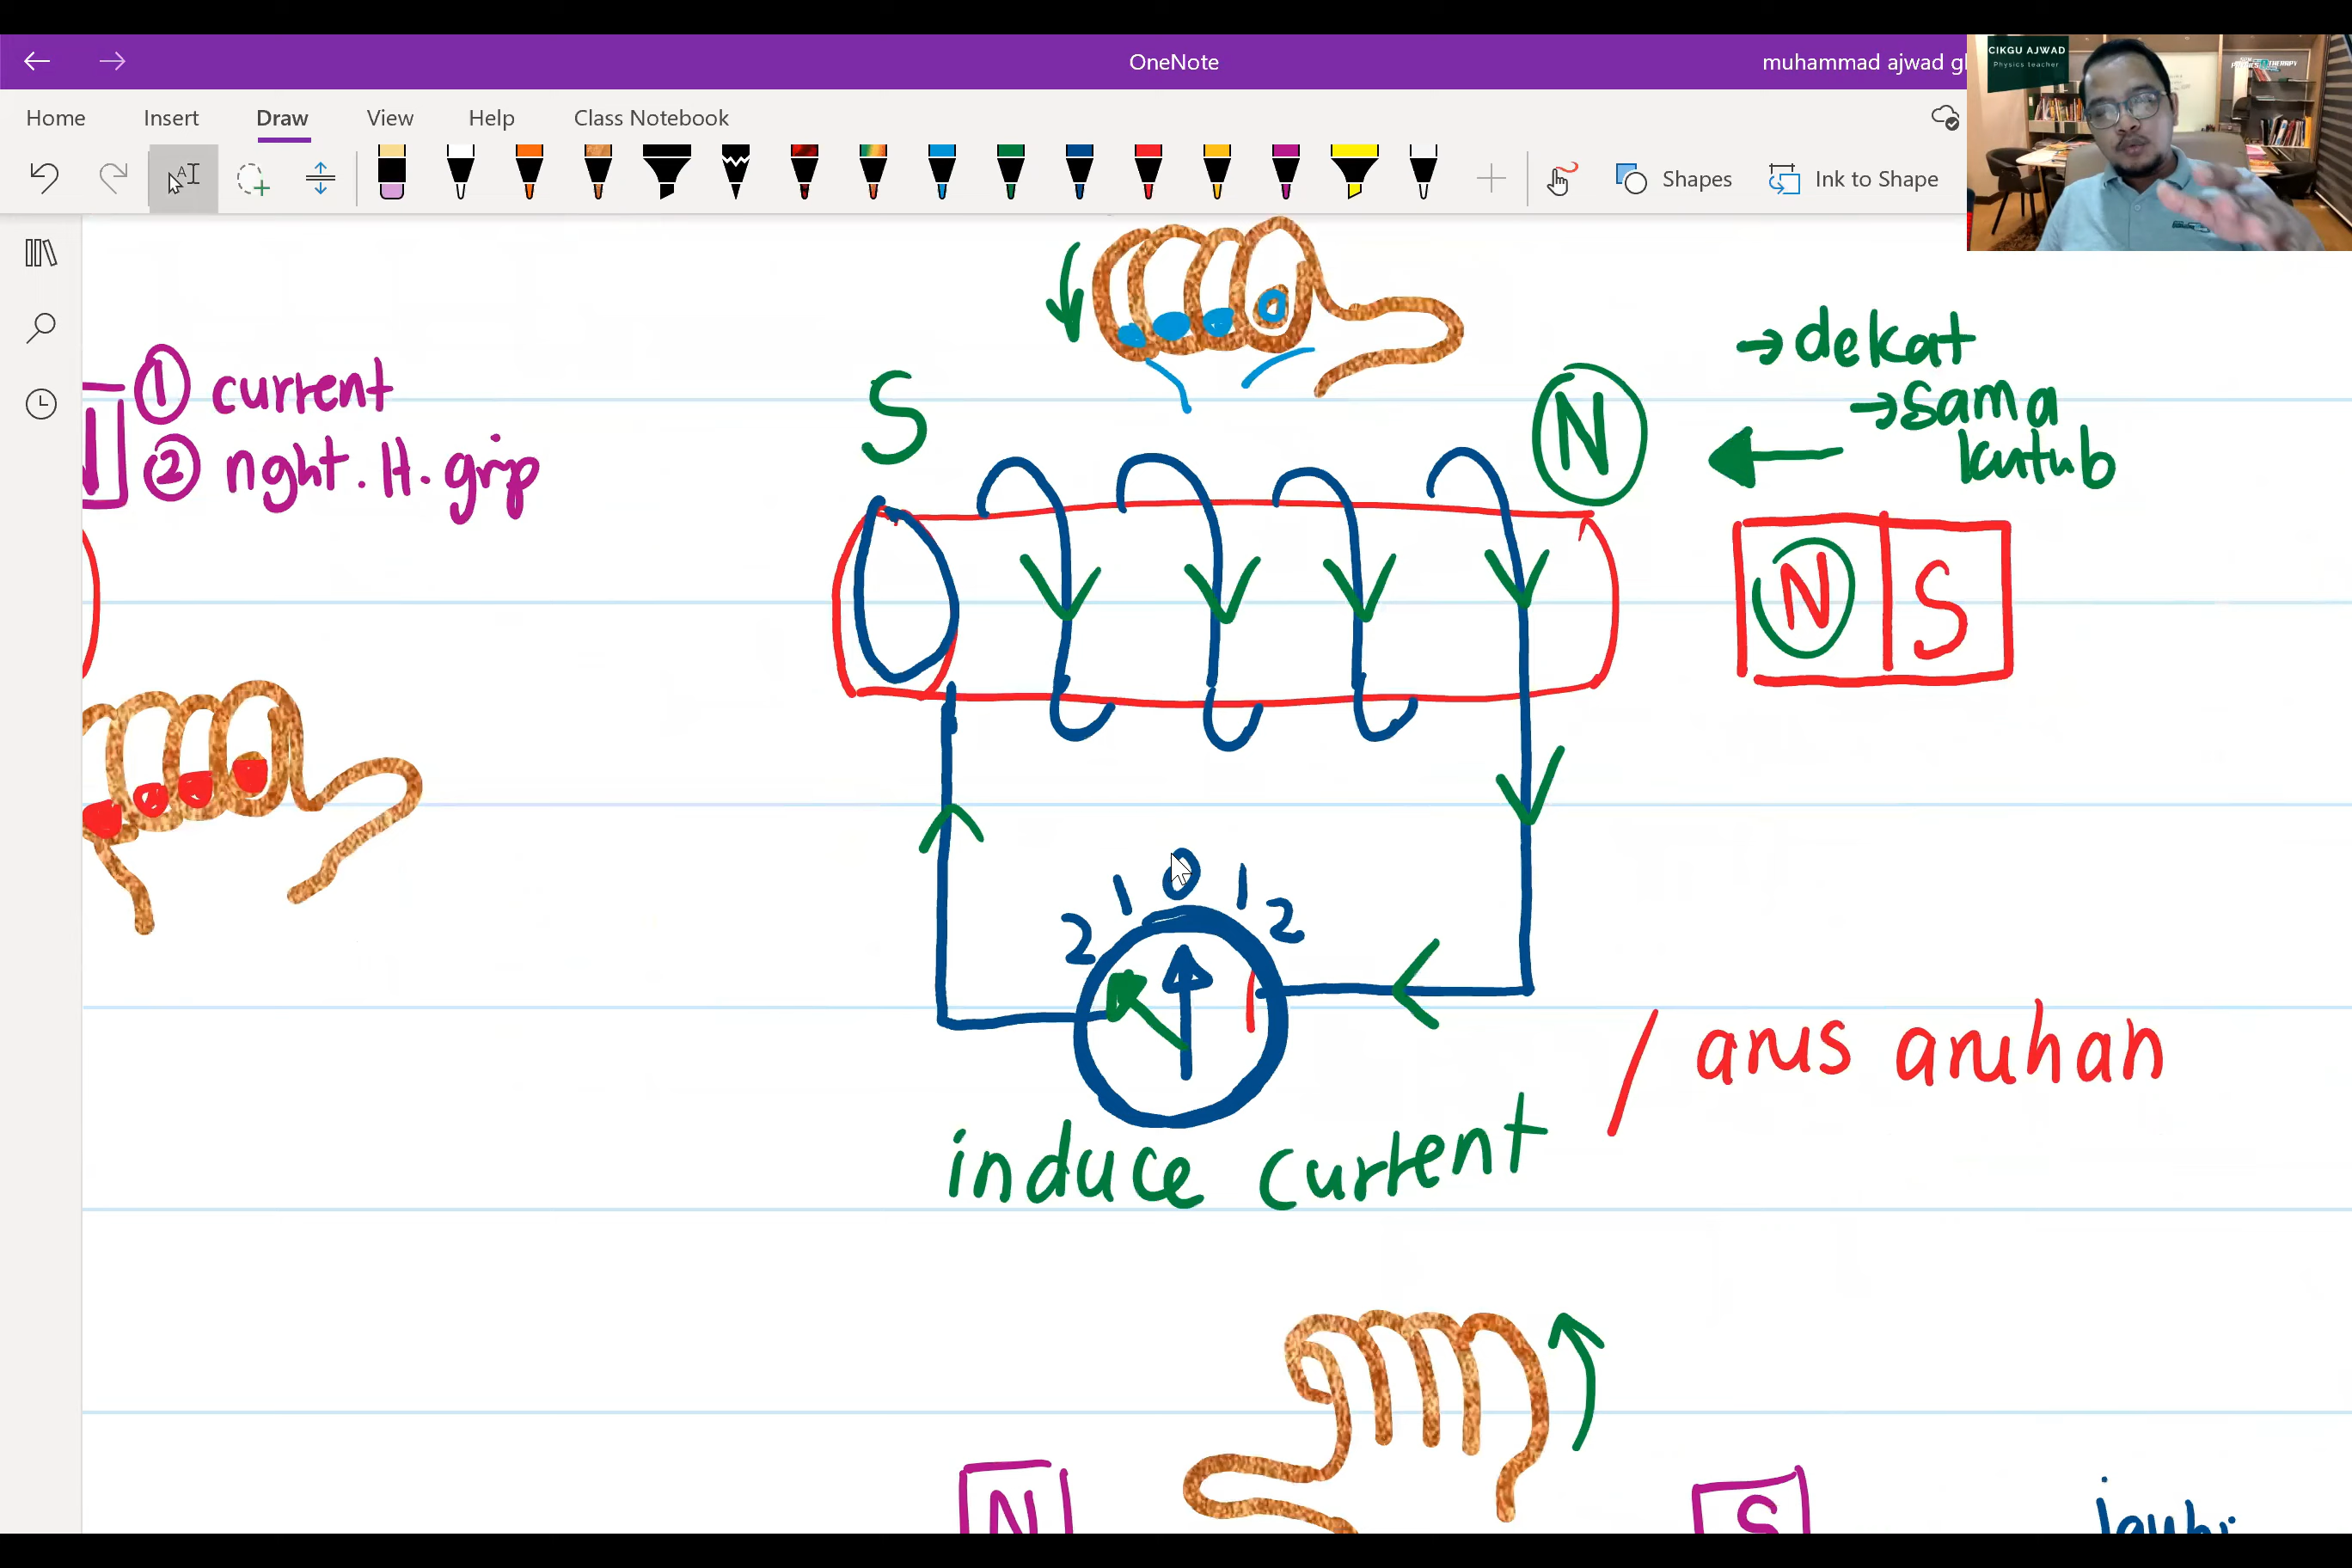 OneNote
muhammad ajwad gl
CIKGU AJWAD
Physics teacher
Home Insert Draw View Help Class Notebook
Shapes Ink to Shape
→ dekat
→ sama
kutub
① current
② right. H. grip
S
N
N S
2 1 0 1 2
/ arus aruhan
induce current
N
S